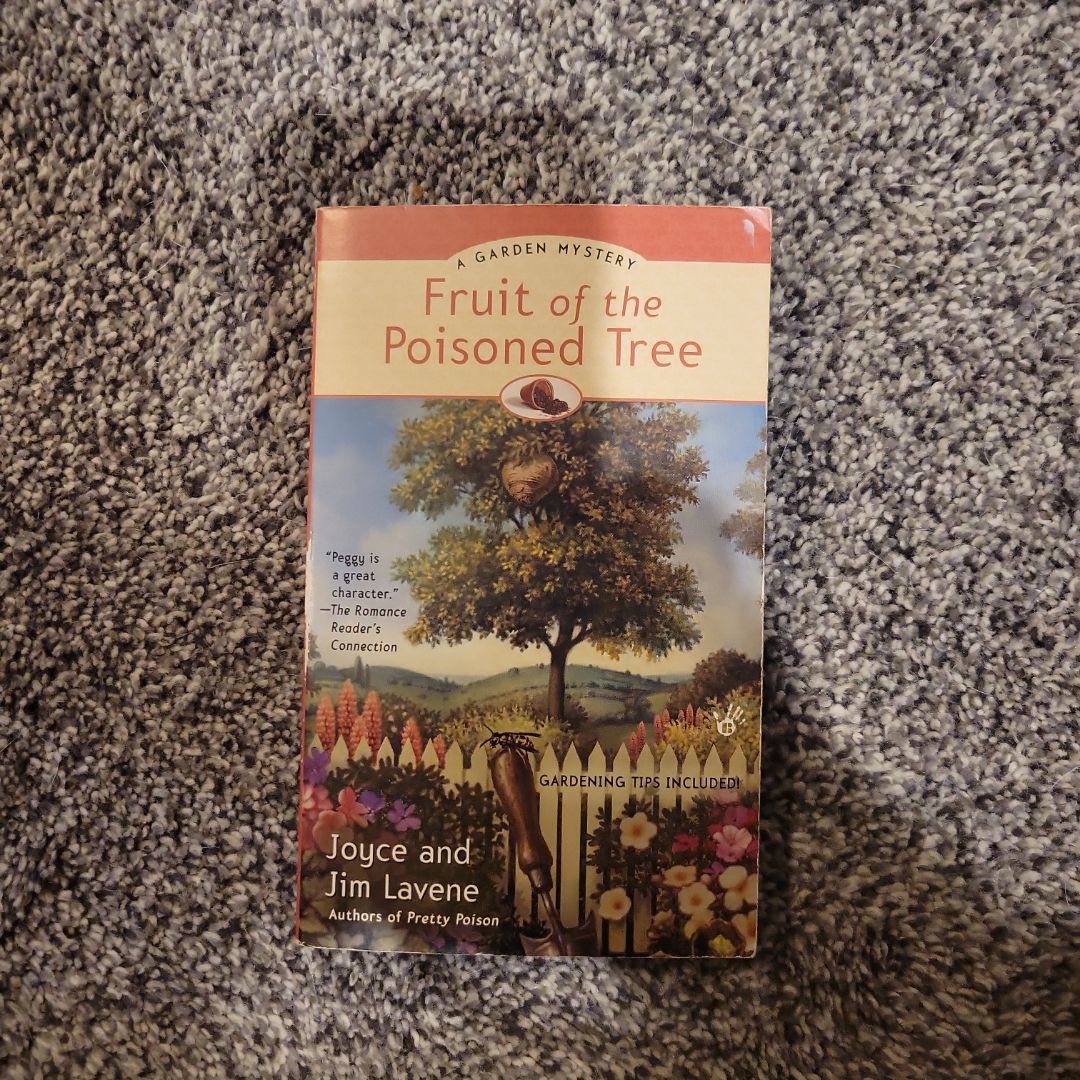 A GARDEN MYSTERY
Fruit of the
Poisoned Tree
"Peggy is
a great
character."
—The Romance
Reader's
Connection
GARDENING TIPS INCLUDED!
Joyce and
Jim Lavene
Authors of Pretty Poison